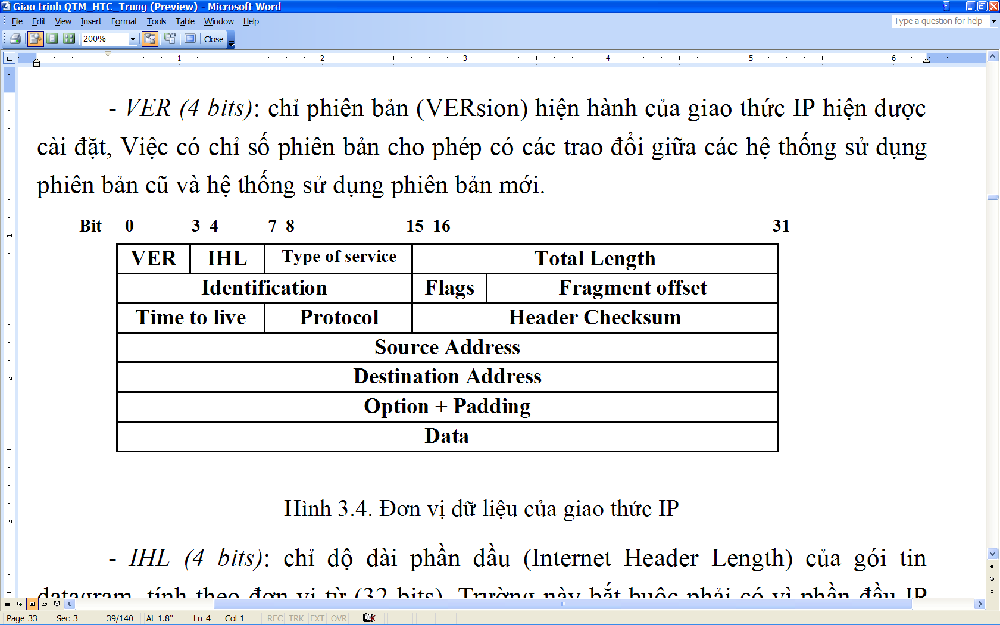 Giao trinh QTM_HTC_Trung (Preview) - Microsoft Word
File Edit View Insert Format Tools Table Window Help
Type a question for help
200% Close
1 2 3 4 5 6
- VER (4 bits): chỉ phiên bản (VERsion) hiện hành của giao thức IP hiện được
cài đặt, Việc có chỉ số phiên bản cho phép có các trao đổi giữa các hệ thống sử dụng
phiên bản cũ và hệ thống sử dụng phiên bản mới.
Bit 0 3 4 7 8 15 16 31
VER IHL Type of service Total Length
Identification Flags Fragment offset
Time to live Protocol Header Checksum
Source Address
Destination Address
Option + Padding
Data
Hình 3.4. Đơn vị dữ liệu của giao thức IP
- IHL (4 bits): chỉ độ dài phần đầu (Internet Header Length) của gói tin
datagram, tính theo đơn vị từ (32 bits). Trường này bắt buộc phải có vì phần đầu IP
1
2
3
Page 33 Sec 3 39/140 At 1.8" Ln 4 Col 1 REC TRK EXT OVR